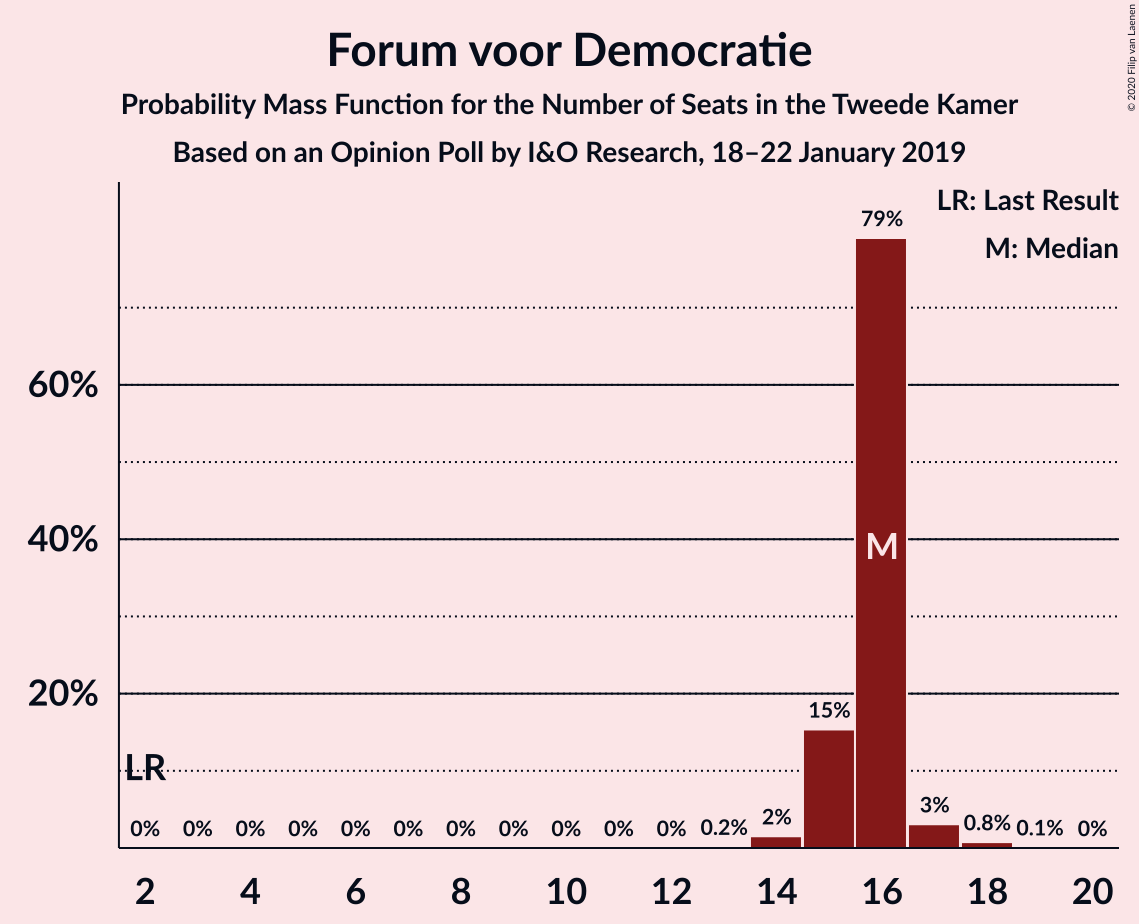 Forum voor Democratie
Probability Mass Function for the Number of Seats in the Tweede Kamer
Based on an Opinion Poll by I&O Research, 18–22 January 2019
© 2020 Filip van Laenen
LR: Last Result
M: Median
79%
60%
40%
M
20%
15%
LR
0% 0% 0% 0% 0% 0% 0% 0% 0% 0% 0% 0.2% 2% 3% 0.8% 0.1% 0%
2 4 6 8 10 12 14 16 18 20